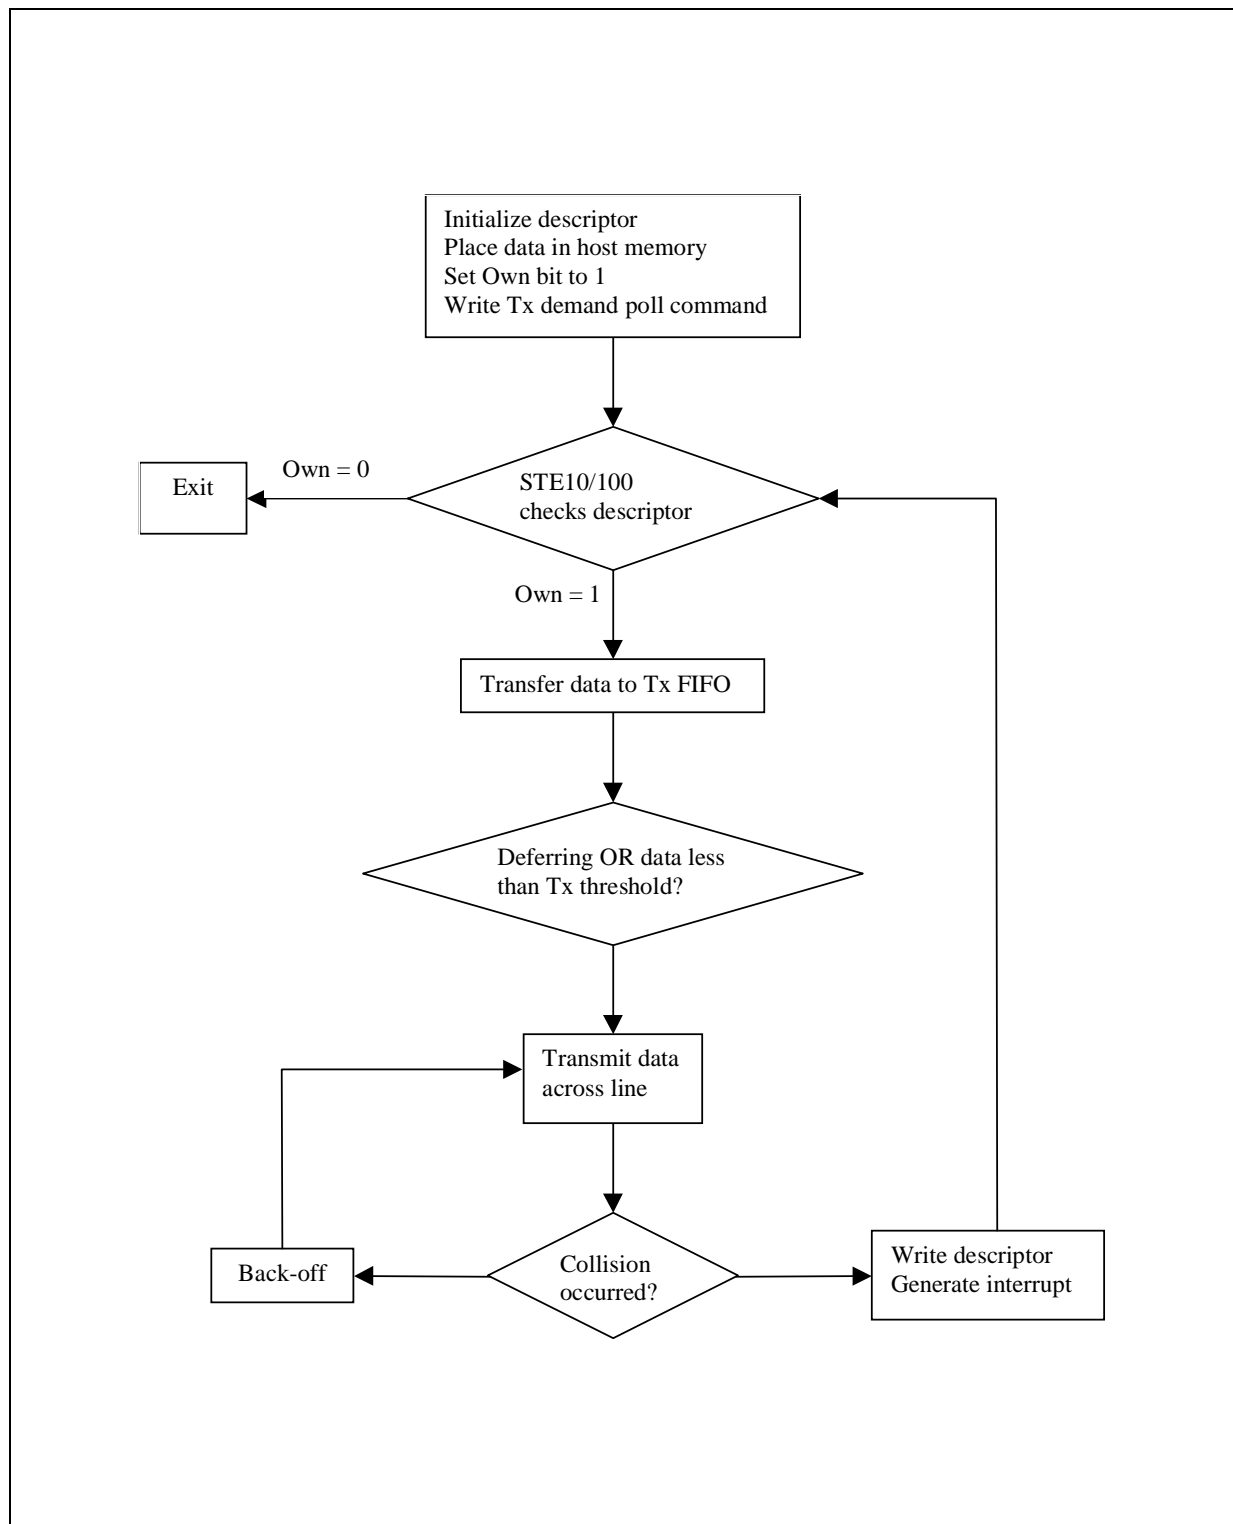 Initialize descriptor
Place data in host memory
Set Own bit to 1
Write Tx demand poll command
Exit
Own = 0
STE10/100
checks descriptor
Own = 1
Transfer data to Tx FIFO
Deferring OR data less
than Tx threshold?
Transmit data
across line
Back-off
Collision
occurred?
Write descriptor
Generate interrupt